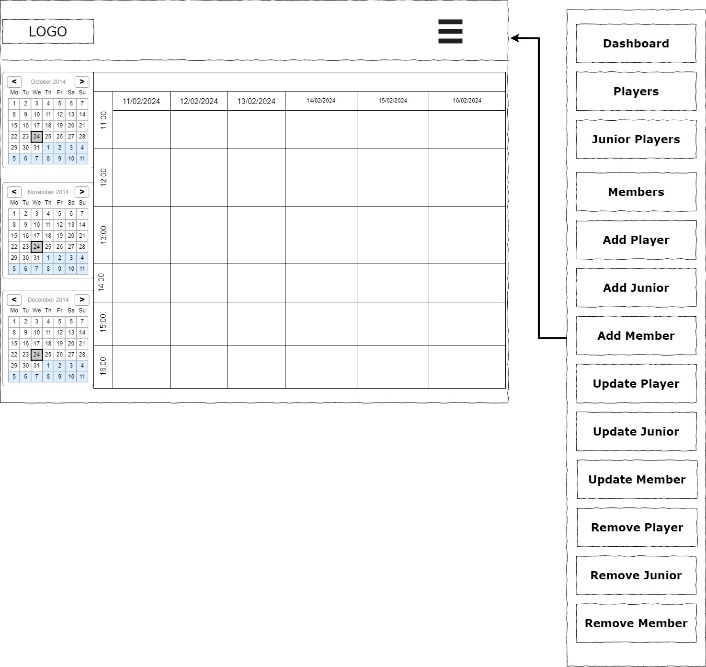 LOGO
< October 2014 >
Mo Tu We Th Fr Sa Su
1 2 3 4 5 6 7
8 9 10 11 12 13 14
15 16 17 18 19 20 21
22 23 24 25 26 27 28
29 30 31 1 2 3 4
5 6 7 8 9 10 11
< November 2014 >
Mo Tu We Th Fr Sa Su
1 2 3 4 5 6 7
8 9 10 11 12 13 14
15 16 17 18 19 20 21
22 23 24 25 26 27 28
29 30 31 1 2 3 4
5 6 7 8 9 10 11
< December 2014 >
Mo Tu We Th Fr Sa Su
1 2 3 4 5 6 7
8 9 10 11 12 13 14
15 16 17 18 19 20 21
22 23 24 25 26 27 28
29 30 31 1 2 3 4
5 6 7 8 9 10 11
11/02/2024 12/02/2024 13/02/2024 14/02/2024 15/02/2024 16/02/2024
11:00
12:00
13:00
14:00
15:00
16:00
Dashboard
Players
Junior Players
Members
Add Player
Add Junior
Add Member
Update Player
Update Junior
Update Member
Remove Player
Remove Junior
Remove Member